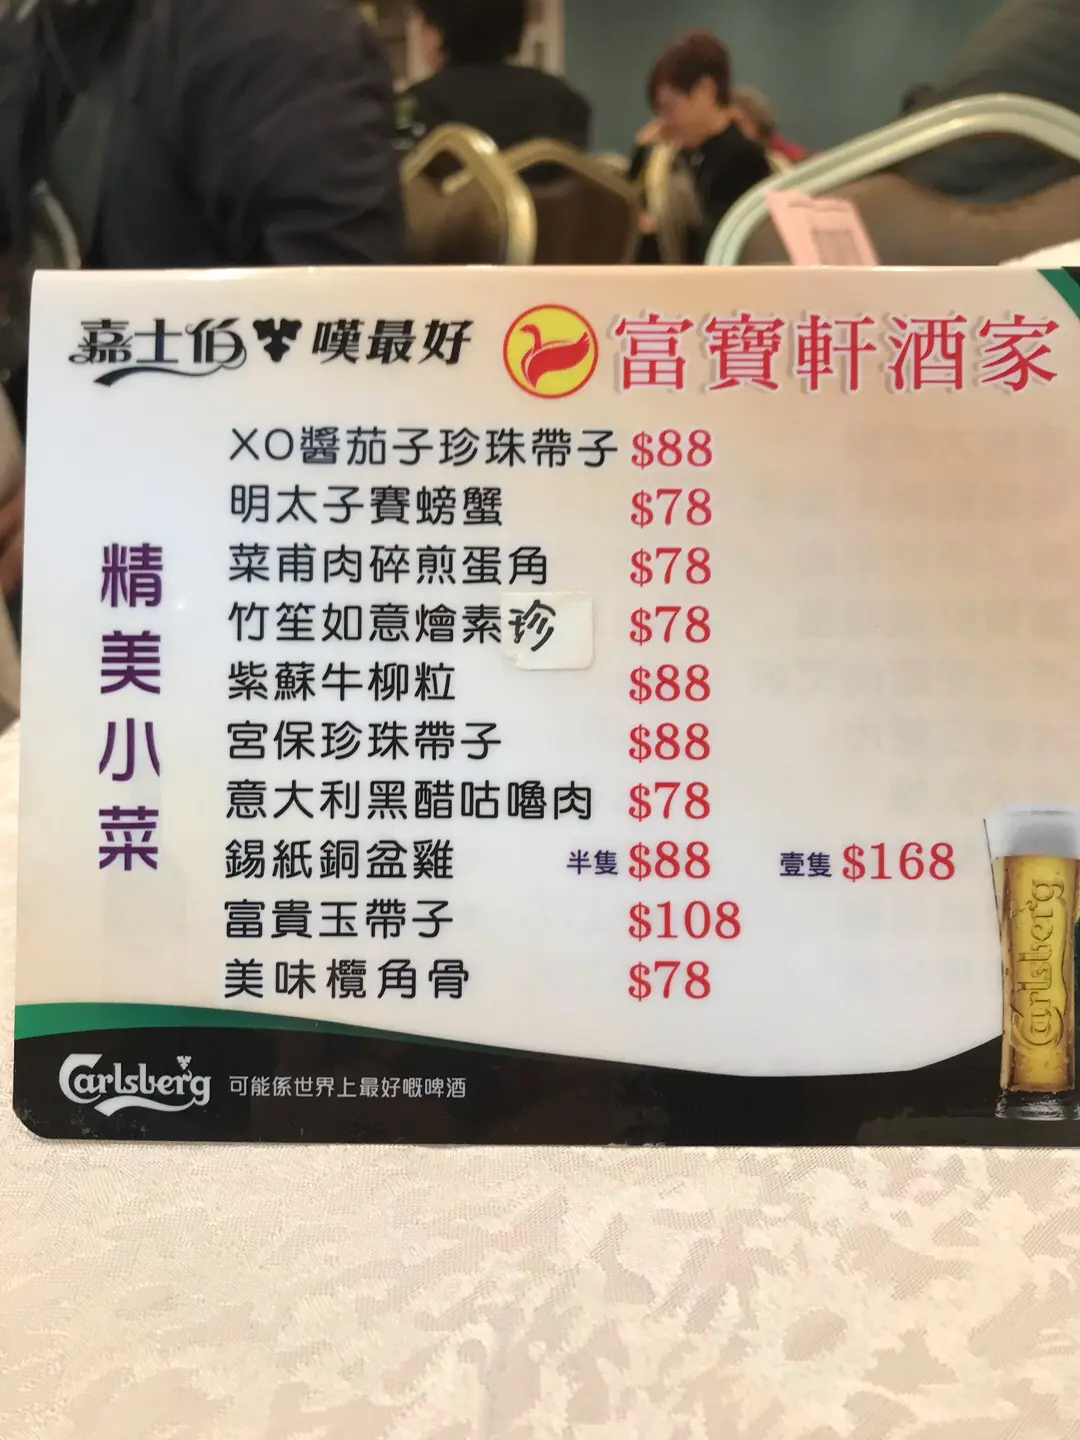 嘉士伯 嘆最好
富寶軒酒家
精美小菜
XO醬茄子珍珠帶子 $88
明太子賽螃蟹 $78
菜甫肉碎煎蛋角 $78
竹笙如意燴素珍 $78
紫蘇牛柳粒 $88
宮保珍珠帶子 $88
意大利黑醋咕嚕肉 $78
錫紙銅盆雞 半隻 $88 壹隻 $168
富貴玉帶子 $108
美味欖角骨 $78
Carlsberg 可能係世界上最好嘅啤酒
Carlsberg